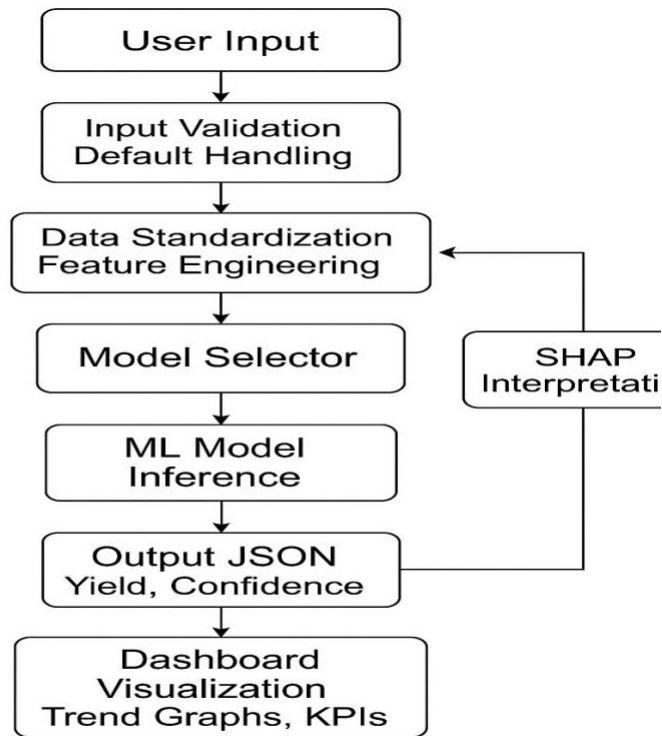 User Input
Input Validation
Default Handling
Data Standardization
Feature Engineering
Model Selector
SHAP
Interpretati
ML Model
Inference
Output JSON
Yield, Confidence
Dashboard
Visualization
Trend Graphs, KPIs